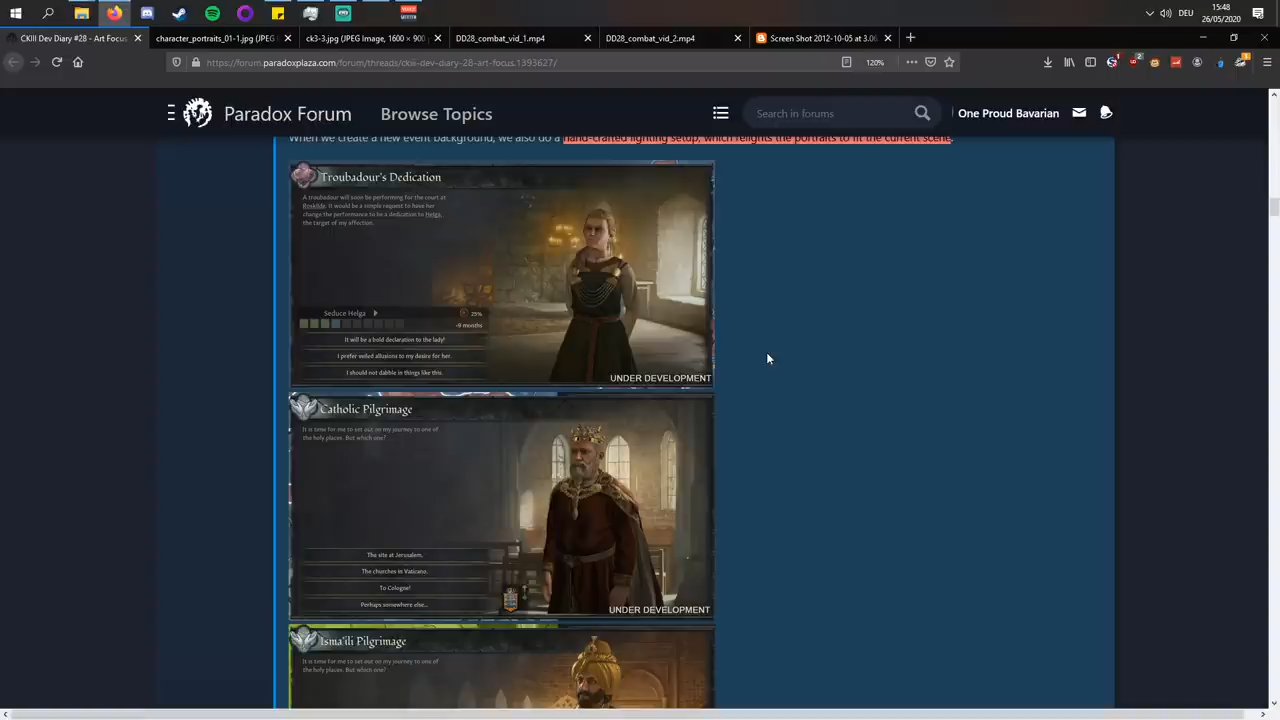 15:48
DEU
26/05/2020
CKIII Dev Diary #28 - Art Focus
character_portraits_01-1.jpg (JPEG I
ck3-3.jpg (JPEG Image, 1600 × 900
DD28_combat_vid_1.mp4
DD28_combat_vid_2.mp4
Screen Shot 2012-10-05 at 3.06.
https://forum.paradoxplaza.com/forum/threads/ckiii-dev-diary-28-art-focus.1393627/
120%
Paradox Forum
Browse Topics
Search in forums
One Proud Bavarian
When we create a new event background, we also do a hand-crafted lighting setup, which relights the portraits to fit the current scene.
Troubadour's Dedication
A troubadour will soon be performing for the court at
Roskilde. It would be a simple request to have her
change the performance to be a dedication to Helga,
the target of my affection.
Seduce Helga
25%
-9 months
It will be a bold declaration to the lady!
I prefer veiled allusions to my desire for her.
I should not dabble in things like this.
UNDER DEVELOPMENT
Catholic Pilgrimage
It is time for me to set out on my journey to one of
the holy places. But which one?
The site at Jerusalem.
The churches in Vaticano.
To Cologne!
Perhaps somewhere else...
UNDER DEVELOPMENT
Isma'ili Pilgrimage
It is time for me to set out on my journey to one of
the holy places. But which one?